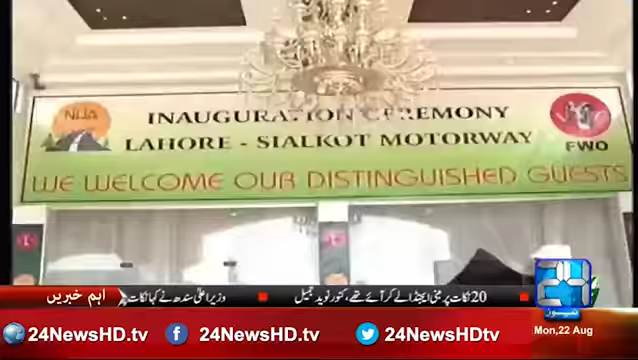 NHA
INAUGURATION CEREMONY
LAHORE - SIALKOT MOTORWAY
FWO
WE WELCOME OUR DISTINGUISHED GUESTS
24
نیوز
اہم خبریں
وزیراعلیٰ سندھ نے کہا نکات پر
20 نکات پر مبنی ایجنڈا لے کر آئے تھے، کنور نوید جمیل
24NewsHD.tv
24NewsHD.tv
24NewsHDtv
Mon,22 Aug